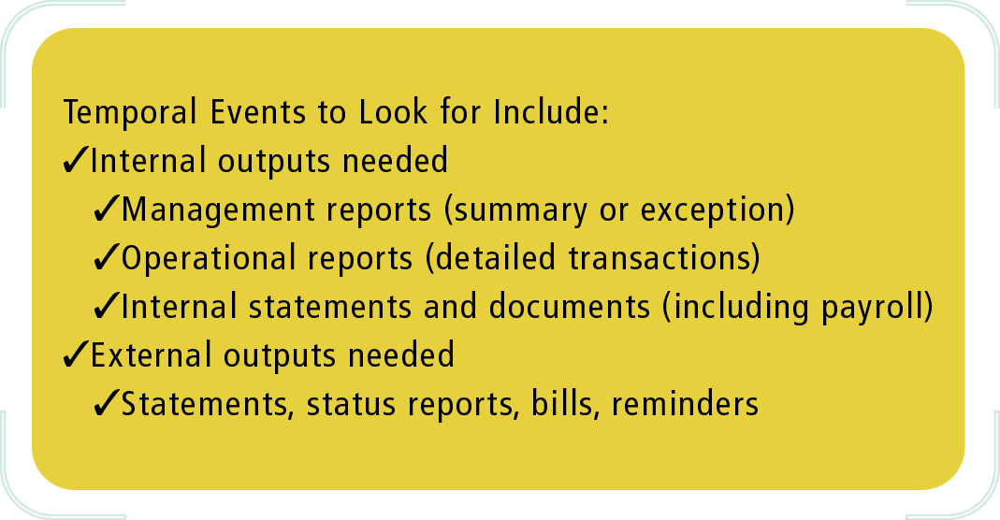 Temporal Events to Look for Include:
✓Internal outputs needed
✓Management reports (summary or exception)
✓Operational reports (detailed transactions)
✓Internal statements and documents (including payroll)
✓External outputs needed
✓Statements, status reports, bills, reminders